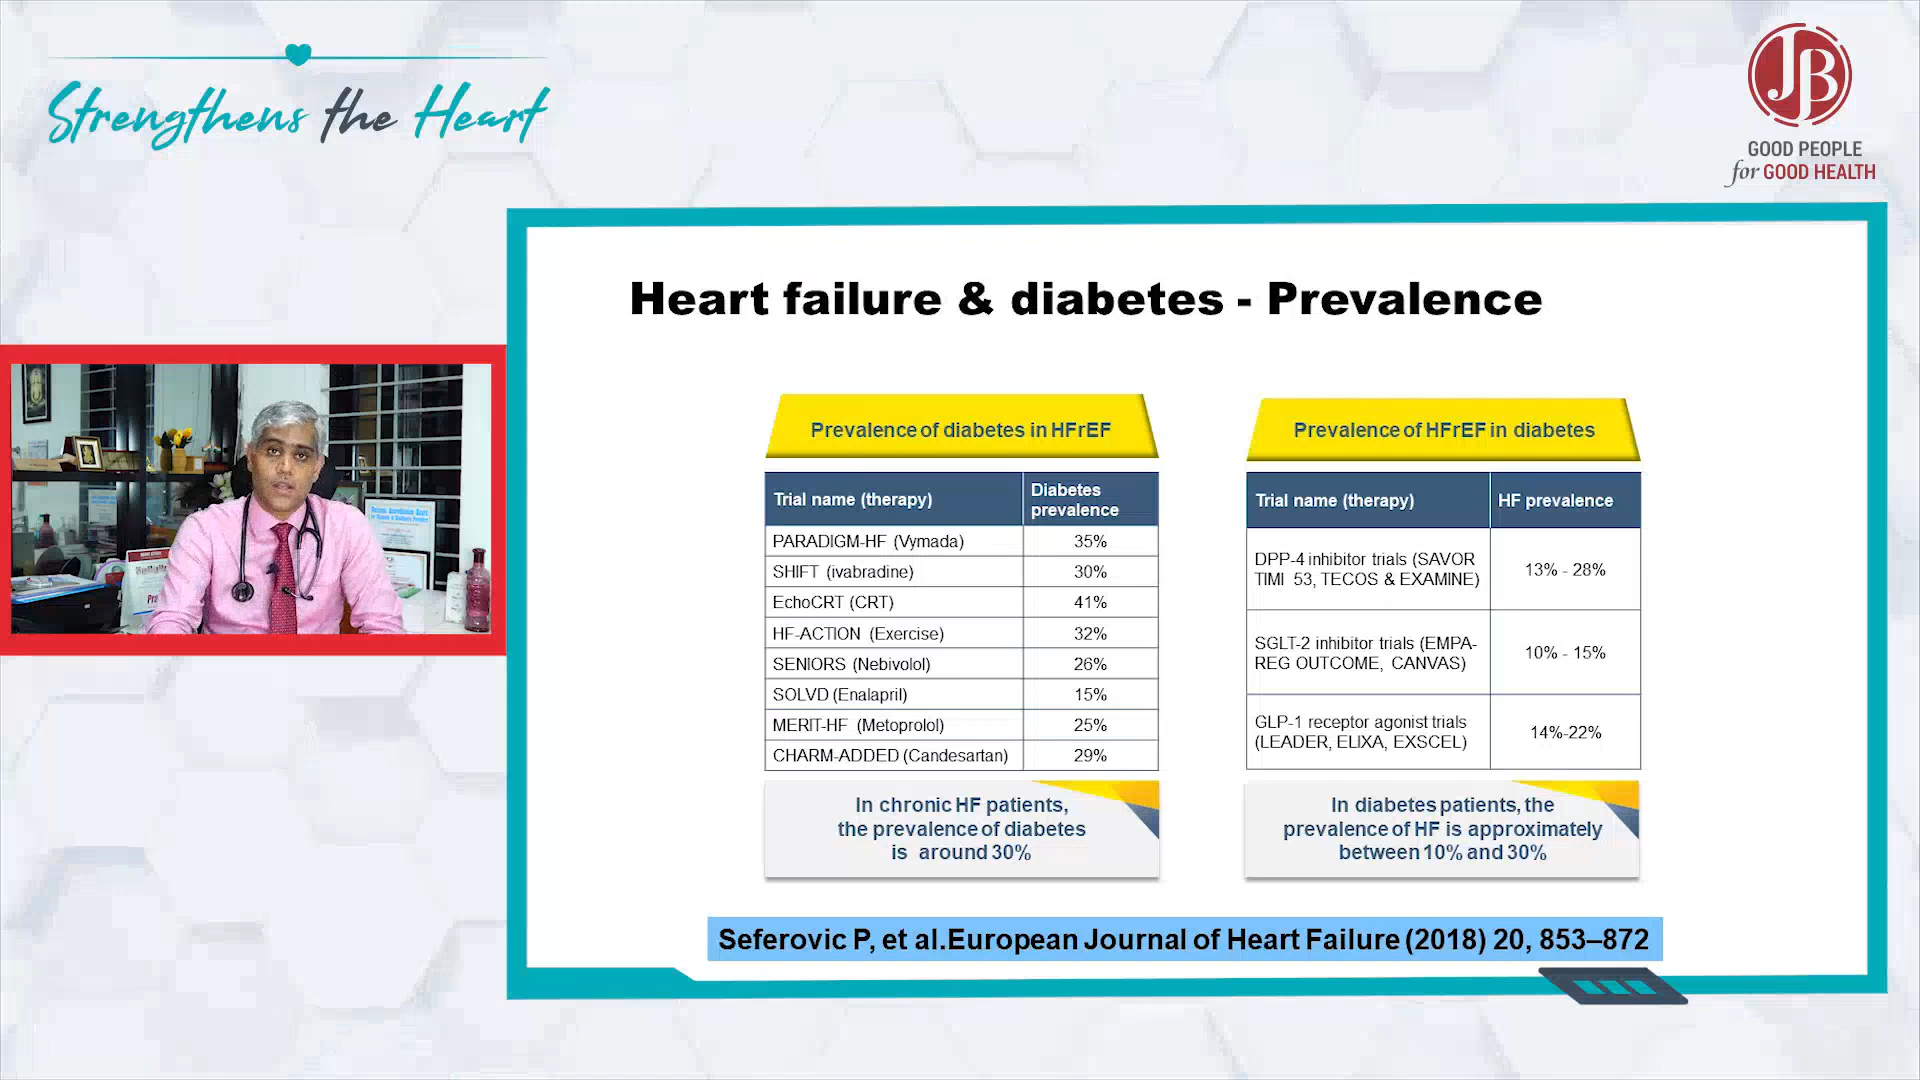 Strengthens the Heart
JB
GOOD PEOPLE
for GOOD HEALTH
Heart failure & diabetes - Prevalence
Prevalence of diabetes in HFrEF
Trial name (therapy) Diabetes prevalence
PARADIGM-HF (Vymada) 35%
SHIFT (ivabradine) 30%
EchoCRT (CRT) 41%
HF-ACTION (Exercise) 32%
SENIORS (Nebivolol) 26%
SOLVD (Enalapril) 15%
MERIT-HF (Metoprolol) 25%
CHARM-ADDED (Candesartan) 29%
In chronic HF patients,
the prevalence of diabetes
is around 30%
Prevalence of HFrEF in diabetes
Trial name (therapy) HF prevalence
DPP-4 inhibitor trials (SAVOR
TIMI 53, TECOS & EXAMINE) 13% - 28%
SGLT-2 inhibitor trials (EMPA-
REG OUTCOME, CANVAS) 10% - 15%
GLP-1 receptor agonist trials
(LEADER, ELIXA, EXSCEL) 14%-22%
In diabetes patients, the
prevalence of HF is approximately
between 10% and 30%
Seferovic P, et al.European Journal of Heart Failure (2018) 20, 853–872